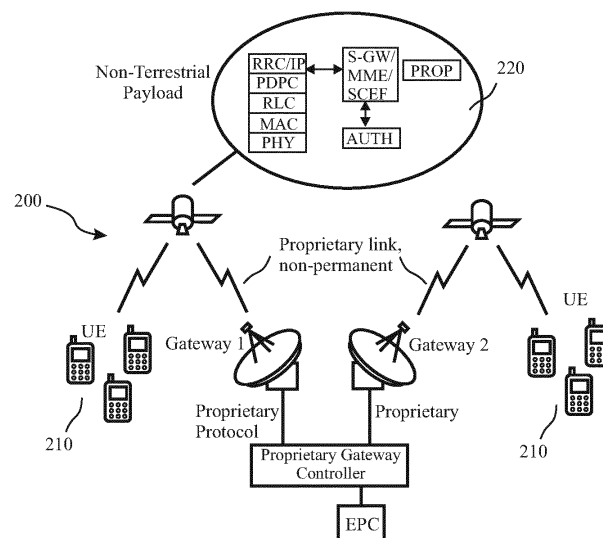 Non-Terrestrial
Payload
RRC/IP
PDPC
RLC
MAC
PHY
S-GW/
MME/
SCEF
PROP
AUTH
220
200
Proprietary link,
non-permanent
UE
UE
Gateway 1
Gateway 2
210
210
Proprietary
Protocol
Proprietary
Proprietary Gateway
Controller
EPC